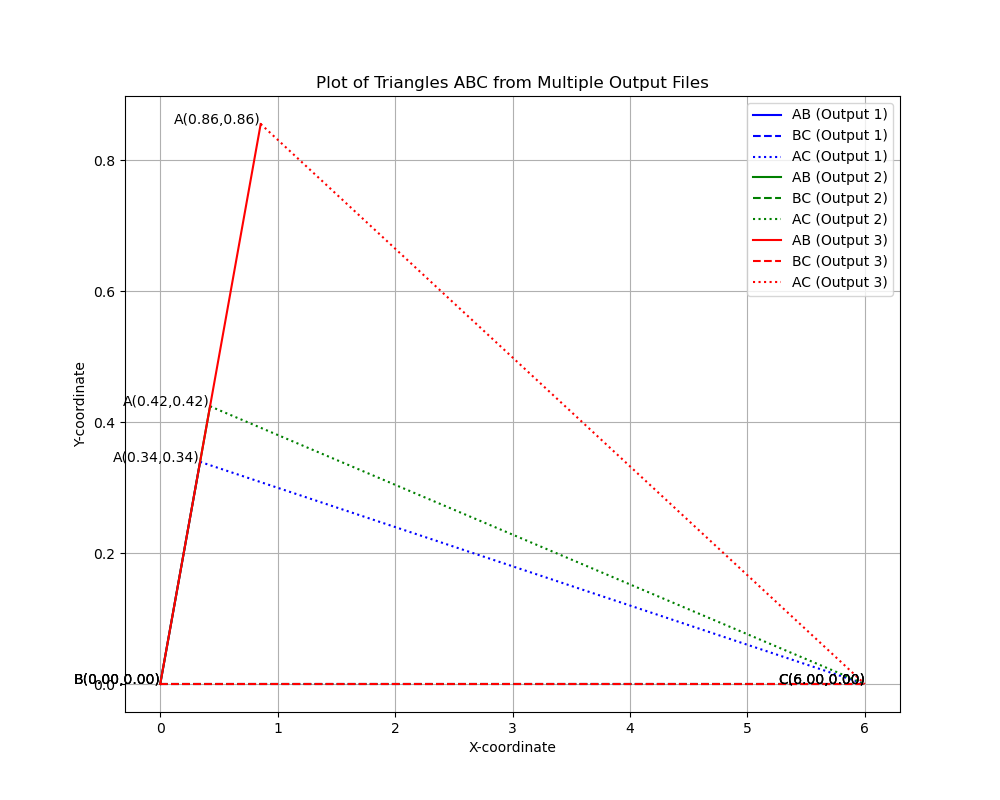 Plot of Triangles ABC from Multiple Output Files
A(0.86,0.86)
AB (Output 1)
BC (Output 1)
AC (Output 1)
AB (Output 2)
BC (Output 2)
AC (Output 2)
AB (Output 3)
BC (Output 3)
AC (Output 3)
0.8
0.6
Y-coordinate
A(0.42,0.42)
0.4
A(0.34,0.34)
0.2
B(0.00,0.00)
0.0
C(6.00,0.00)
0 1 2 3 4 5 6
X-coordinate